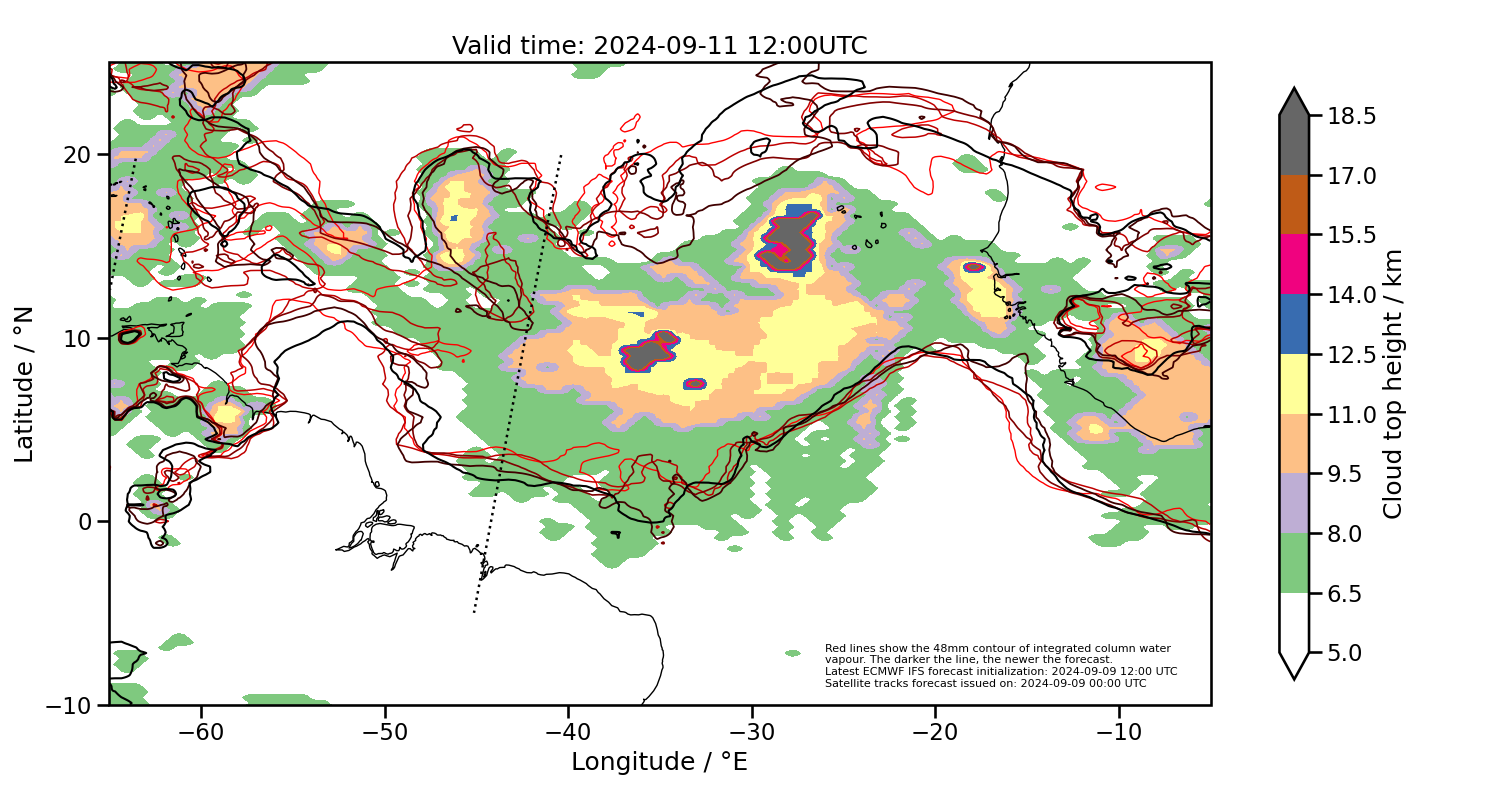 Valid time: 2024-09-11 12:00UTC
20
10
0
−10
Latitude / °N
−60
−50
−40
−30
−20
−10
Longitude / °E
Red lines show the 48mm contour of integrated column water
vapour. The darker the line, the newer the forecast.
Latest ECMWF IFS forecast initialization: 2024-09-09 12:00 UTC
Satellite tracks forecast issued on: 2024-09-09 00:00 UTC
18.5
17.0
15.5
14.0
12.5
11.0
9.5
8.0
6.5
5.0
Cloud top height / km